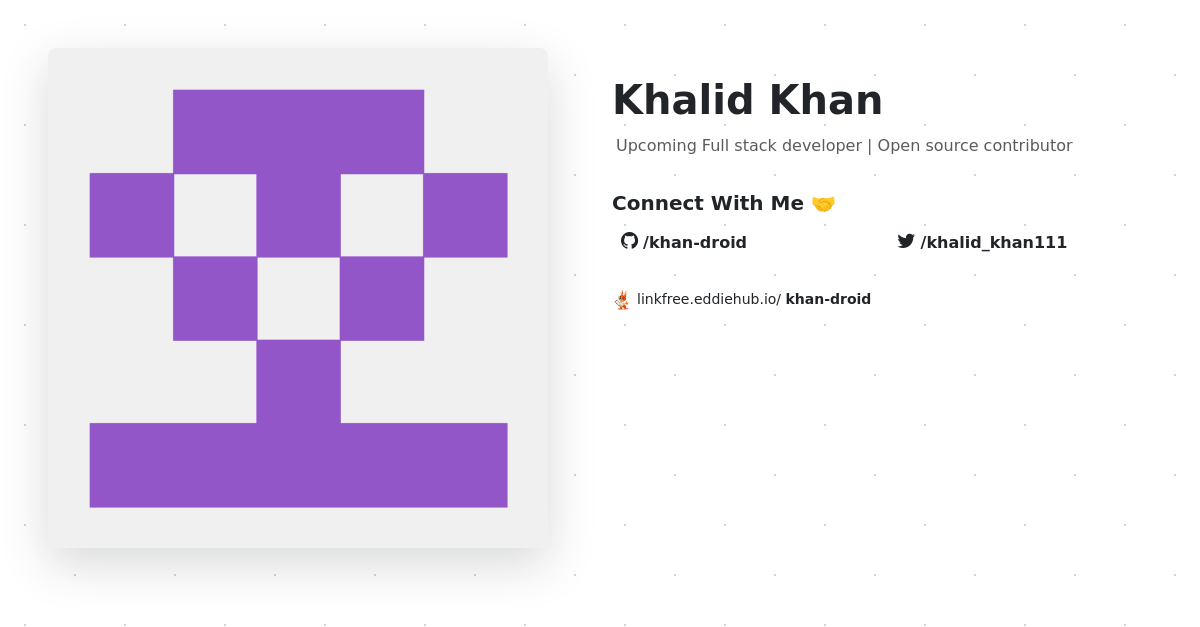 Khalid Khan
Upcoming Full stack developer | Open source contributor
Connect With Me 🤝
/khan-droid
/khalid_khan111
linkfree.eddiehub.io/ khan-droid